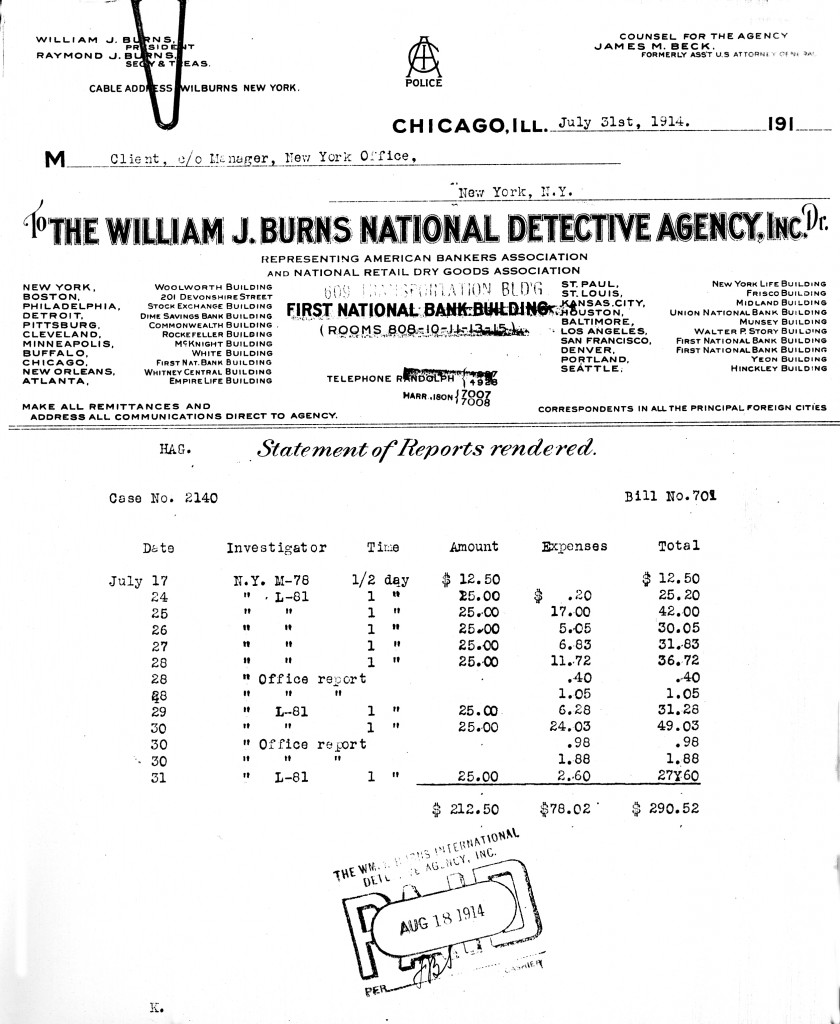 WILLIAM J. BURNS,
PRESIDENT
RAYMOND J. BURNS,
SECY & TREAS.
CABLE ADDRESS WILBURNS NEW YORK.
POLICE
COUNSEL FOR THE AGENCY
JAMES M. BECK.
FORMERLY ASS'T U.S ATTORNEY GENERAL
CHICAGO, ILL. July 31st, 1914. 191
M Client, c/o Manager, New York Office,
New York, N.Y.
To THE WILLIAM J. BURNS NATIONAL DETECTIVE AGENCY, Inc. Dr.
REPRESENTING AMERICAN BANKERS ASSOCIATION
AND NATIONAL RETAIL DRY GOODS ASSOCIATION
NEW YORK, WOOLWORTH BUILDING
BOSTON, 201 DEVONSHIRE STREET
PHILADELPHIA, STOCK EXCHANGE BUILDING
DETROIT, DIME SAVINGS BANK BUILDING
PITTSBURG, COMMONWEALTH BUILDING
CLEVELAND, ROCKEFELLER BUILDING
MINNEAPOLIS, McKNIGHT BUILDING
BUFFALO, WHITE BUILDING
CHICAGO, FIRST NAT. BANK BUILDING
NEW ORLEANS, WHITNEY CENTRAL BUILDING
ATLANTA, EMPIRE LIFE BUILDING
609 TRANSPORTATION BLD'G
FIRST NATIONAL BANK BUILDING
(ROOMS 808-10-11-13-15)
TELEPHONE RANDOLPH
HARRISON 7007
7008
ST. PAUL, NEW YORK LIFE BUILDING
ST. LOUIS, FRISCO BUILDING
KANSAS CITY, MIDLAND BUILDING
HOUSTON, UNION NATIONAL BANK BUILDING
BALTIMORE, MUNSEY BUILDING
LOS ANGELES, WALTER P. STORY BUILDING
SAN FRANCISCO, FIRST NATIONAL BANK BUILDING
DENVER, FIRST NATIONAL BANK BUILDING
PORTLAND, YEON BUILDING
SEATTLE, HINCKLEY BUILDING
MAKE ALL REMITTANCES AND
ADDRESS ALL COMMUNICATIONS DIRECT TO AGENCY.
CORRESPONDENTS IN ALL THE PRINCIPAL FOREIGN CITIES
HAG. Statement of Reports rendered.
Case No. 2140 Bill No.701
Date Investigator Time Amount Expenses Total
July 17 N.Y. M-78 1/2 day $ 12.50 $ 12.50
24 " L-81 1 " 25.00 $ .20 25.20
25 " " 1 " 25.00 17.00 42.00
26 " " 1 " 25.00 5.05 30.05
27 " " 1 " 25.00 6.83 31.83
28 " " 1 " 25.00 11.72 36.72
28 " Office report .40 .40
28 " " " 1.05 1.05
29 " L-81 1 " 25.00 6.28 31.28
30 " " 1 " 25.00 24.03 49.03
30 " Office report .98 .98
30 " " " 1.88 1.88
31 " L-81 1 " 25.00 2.60 27Y60
$ 212.50 $78.02 $ 290.52
THE WM. J. BURNS INTERNATIONAL
DETECTIVE AGENCY, INC.
PAID
AUG 18 1914
PER JBS CASHIER
K.